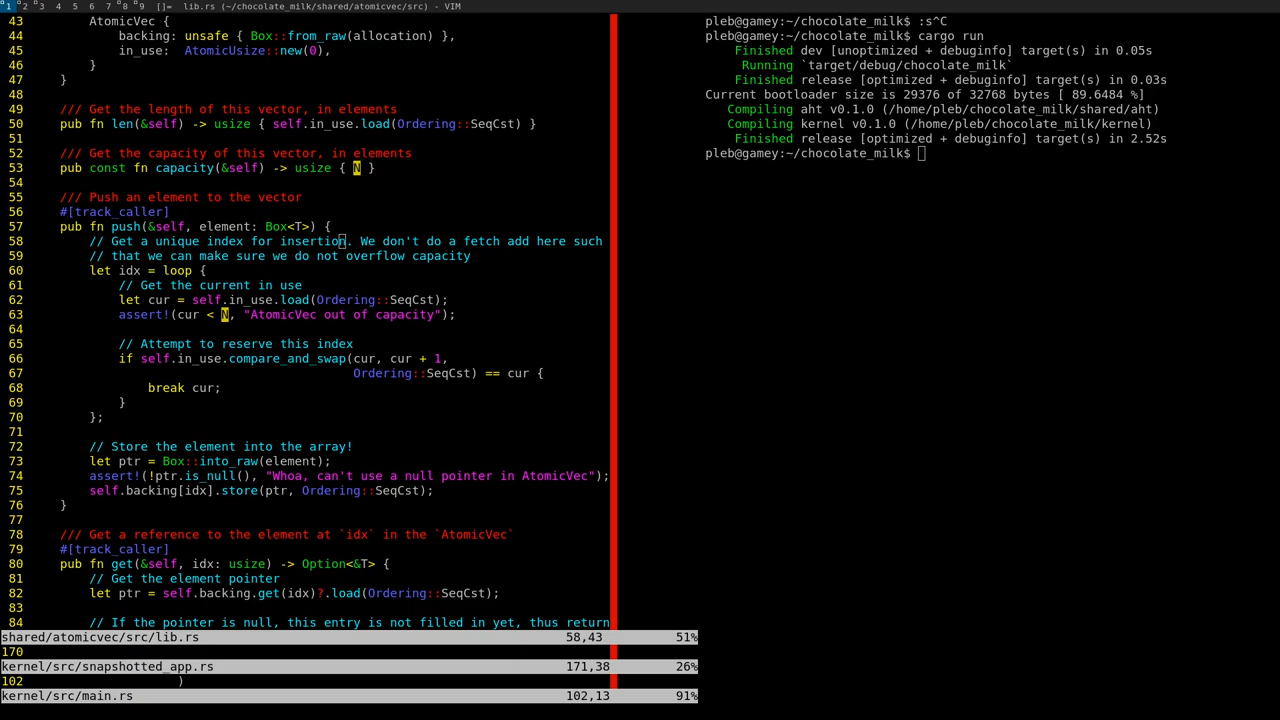 1 2 3 4 5 6 7 8 9 []= lib.rs (~/chocolate_milk/shared/atomicvec/src) - VIM
43         AtomicVec {
44             backing: unsafe { Box::from_raw(allocation) },
45             in_use:  AtomicUsize::new(0),
46         }
47     }
48
49     /// Get the length of this vector, in elements
50     pub fn len(&self) -> usize { self.in_use.load(Ordering::SeqCst) }
51
52     /// Get the capacity of this vector, in elements
53     pub const fn capacity(&self) -> usize { N }
54
55     /// Push an element to the vector
56     #[track_caller]
57     pub fn push(&self, element: Box<T>) {
58         // Get a unique index for insertion. We don't do a fetch add here such
59         // that we can make sure we do not overflow capacity
60         let idx = loop {
61             // Get the current in use
62             let cur = self.in_use.load(Ordering::SeqCst);
63             assert!(cur < N, "AtomicVec out of capacity");
64
65             // Attempt to reserve this index
66             if self.in_use.compare_and_swap(cur, cur + 1,
67                                             Ordering::SeqCst) == cur {
68                 break cur;
69             }
70         };
71
72         // Store the element into the array!
73         let ptr = Box::into_raw(element);
74         assert!(!ptr.is_null(), "Whoa, can't use a null pointer in AtomicVec");
75         self.backing[idx].store(ptr, Ordering::SeqCst);
76     }
77
78     /// Get a reference to the element at `idx` in the `AtomicVec`
79     #[track_caller]
80     pub fn get(&self, idx: usize) -> Option<&T> {
81         // Get the element pointer
82         let ptr = self.backing.get(idx)?.load(Ordering::SeqCst);
83
84         // If the pointer is null, this entry is not filled in yet, thus return
shared/atomicvec/src/lib.rs 58,43 51%
170
kernel/src/snapshotted_app.rs 171,38 26%
102 )
kernel/src/main.rs 102,13 91%
pleb@gamey:~/chocolate_milk$ :s^C
pleb@gamey:~/chocolate_milk$ cargo run
    Finished dev [unoptimized + debuginfo] target(s) in 0.05s
     Running `target/debug/chocolate_milk`
    Finished release [optimized + debuginfo] target(s) in 0.03s
Current bootloader size is 29376 of 32768 bytes [ 89.6484 %]
   Compiling aht v0.1.0 (/home/pleb/chocolate_milk/shared/aht)
   Compiling kernel v0.1.0 (/home/pleb/chocolate_milk/kernel)
    Finished release [optimized + debuginfo] target(s) in 2.52s
pleb@gamey:~/chocolate_milk$